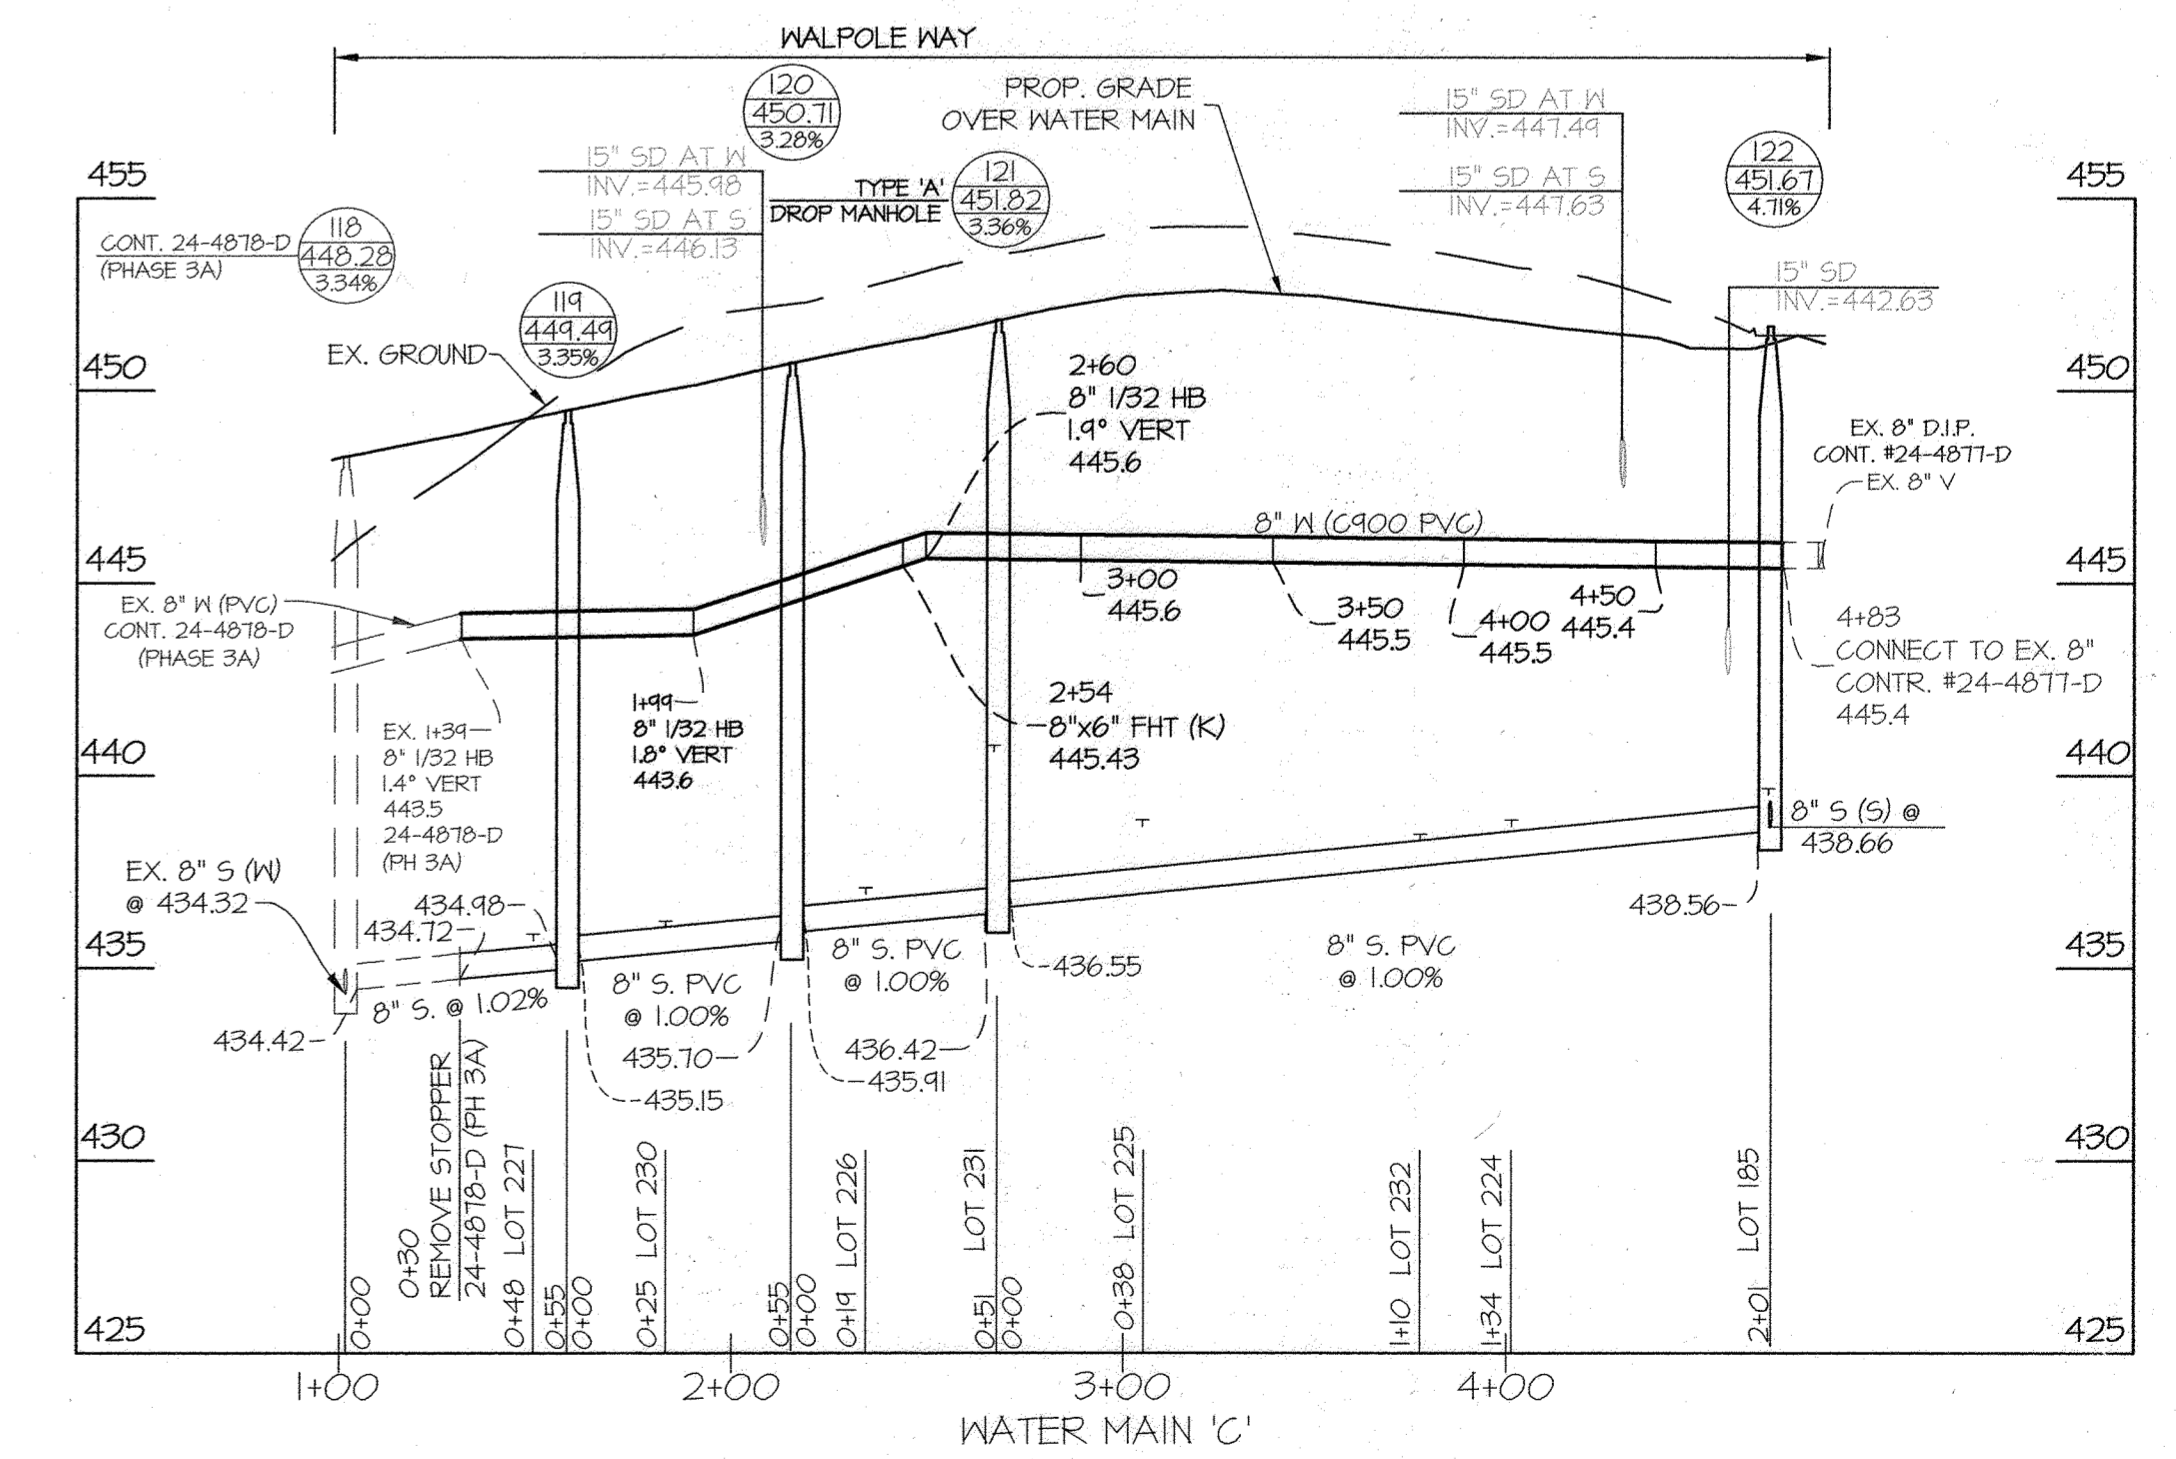 WALPOLE WAY
120
450.71
3.28%
PROP. GRADE
OVER WATER MAIN
15" SD AT W
INV.=447.49
15" SD AT S
INV.=447.63
122
451.67
4.71%
15" SD AT W
INV.=445.98
15" SD AT S
INV.=446.13
TYPE 'A'
DROP MANHOLE
121
451.82
3.36%
455
455
CONT. 24-4878-D
(PHASE 3A)
118
448.28
3.34%
119
449.49
3.35%
15" SD
INV.=442.63
EX. GROUND
450
450
2+60
8" 1/32 HB
1.9° VERT
445.6
EX. 8" D.I.P.
CONT. #24-4877-D
EX. 8" V
8" W (C900 PVC)
445
445
EX. 8" W (PVC)
CONT. 24-4878-D
(PHASE 3A)
3+00
445.6
3+50
445.5
4+00
445.5
4+50
445.4
4+83
CONNECT TO EX. 8"
CONTR. #24-4877-D
445.4
EX. 1+39
8" 1/32 HB
1.4° VERT
443.5
24-4878-D
(PH 3A)
1+99
8" 1/32 HB
1.8° VERT
443.6
2+54
8"x6" FHT (K)
445.43
440
440
8" S (S) @
438.66
EX. 8" S (W)
@ 434.32
434.98
434.72
438.56
435
435
8" S. @ 1.02%
434.42
8" S. PVC
@ 1.00%
435.70
435.15
8" S. PVC
@ 1.00%
436.42
435.91
436.55
8" S. PVC
@ 1.00%
430
430
0+00
0+30
REMOVE STOPPER
24-4878-D (PH 3A)
0+48 LOT 227
0+55
0+00
0+25 LOT 230
0+55
0+00
0+19 LOT 226
0+51 LOT 231
0+00
0+38 LOT 225
1+10 LOT 232
1+34 LOT 224
2+01 LOT 185
425
425
1+00
2+00
3+00
4+00
WATER MAIN 'C'